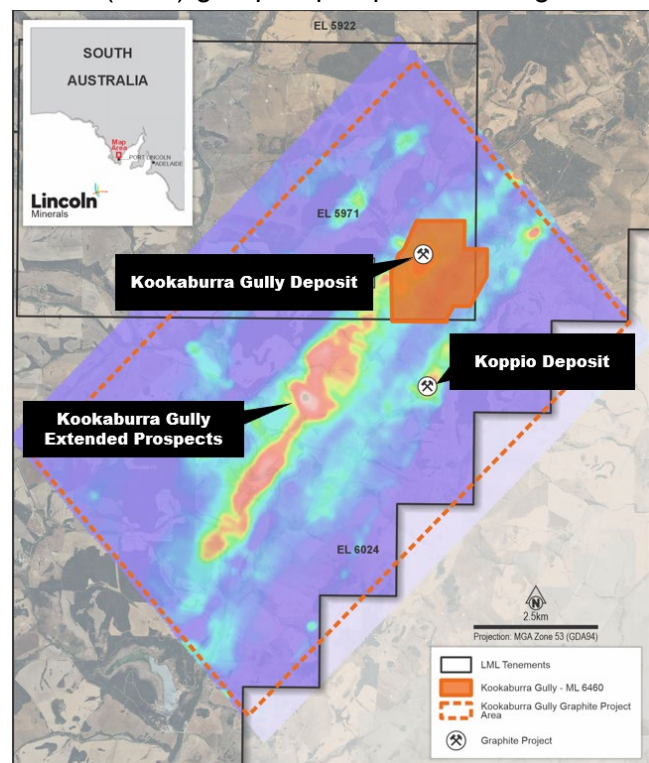 EL 5922
SOUTH
AUSTRALIA
Map
Area
PORT LINCOLN
ADELAIDE
Lincoln
Minerals
EL 5971
Kookaburra Gully Deposit
Koppio Deposit
Kookaburra Gully
Extended Prospects
EL 6024
N
2.5km
Projection: MGA Zone 53 (GDA94)
LML Tenements
Kookaburra Gully - ML 6460
Kookaburra Gully Graphite Project
Area
Graphite Project